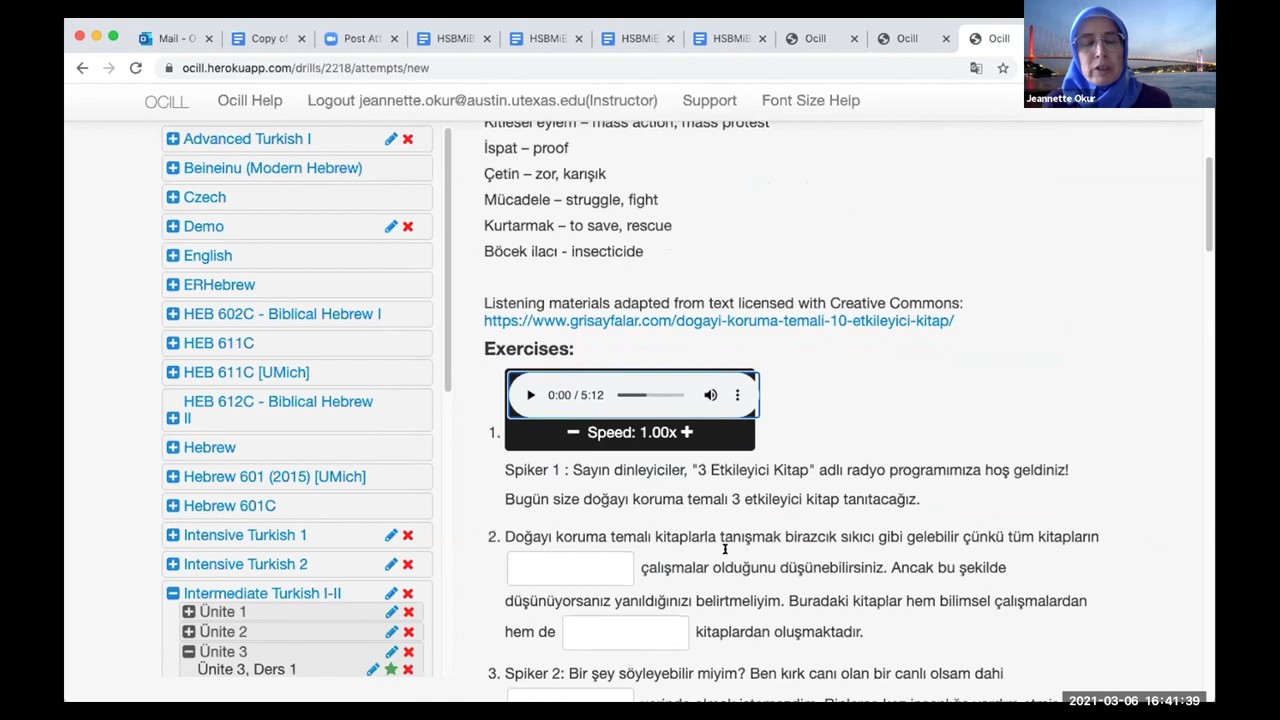 Mail - O
Copy of
Post Att
HSBMiB
HSBMiE
HSBMiE
HSBMiB
Ocill
Ocill
Ocill
ocill.herokuapp.com/drills/2218/attempts/new
Jeannette Okur
OCILL
Ocill Help
Logout jeannette.okur@austin.utexas.edu(Instructor)
Support
Font Size Help
Advanced Turkish I
Beineinu (Modern Hebrew)
Czech
Demo
English
ERHebrew
HEB 602C - Biblical Hebrew I
HEB 611C
HEB 611C [UMich]
HEB 612C - Biblical Hebrew
II
Hebrew
Hebrew 601 (2015) [UMich]
Hebrew 601C
Intensive Turkish 1
Intensive Turkish 2
Intermediate Turkish I-II
Ünite 1
Ünite 2
Ünite 3
Ünite 3, Ders 1
Kitlesel eylem – mass action, mass protest
İspat – proof
Çetin – zor, karışık
Mücadele – struggle, fight
Kurtarmak – to save, rescue
Böcek ilacı - insecticide
Listening materials adapted from text licensed with Creative Commons:
https://www.grisayfalar.com/dogayi-koruma-temali-10-etkileyici-kitap/
Exercises:
0:00 / 5:12
1. Speed: 1.00x
Spiker 1 : Sayın dinleyiciler, "3 Etkileyici Kitap" adlı radyo programımıza hoş geldiniz!
Bugün size doğayı koruma temalı 3 etkileyici kitap tanıtacağız.
2. Doğayı koruma temalı kitaplarla tanışmak birazcık sıkıcı gibi gelebilir çünkü tüm kitapların
çalışmalar olduğunu düşünebilirsiniz. Ancak bu şekilde
düşünüyorsanız yanıldığınızı belirtmeliyim. Buradaki kitaplar hem bilimsel çalışmalardan
hem de kitaplardan oluşmaktadır.
3. Spiker 2: Bir şey söyleyebilir miyim? Ben kırk canı olan bir canlı olsam dahi
2021-03-06 16:41:39